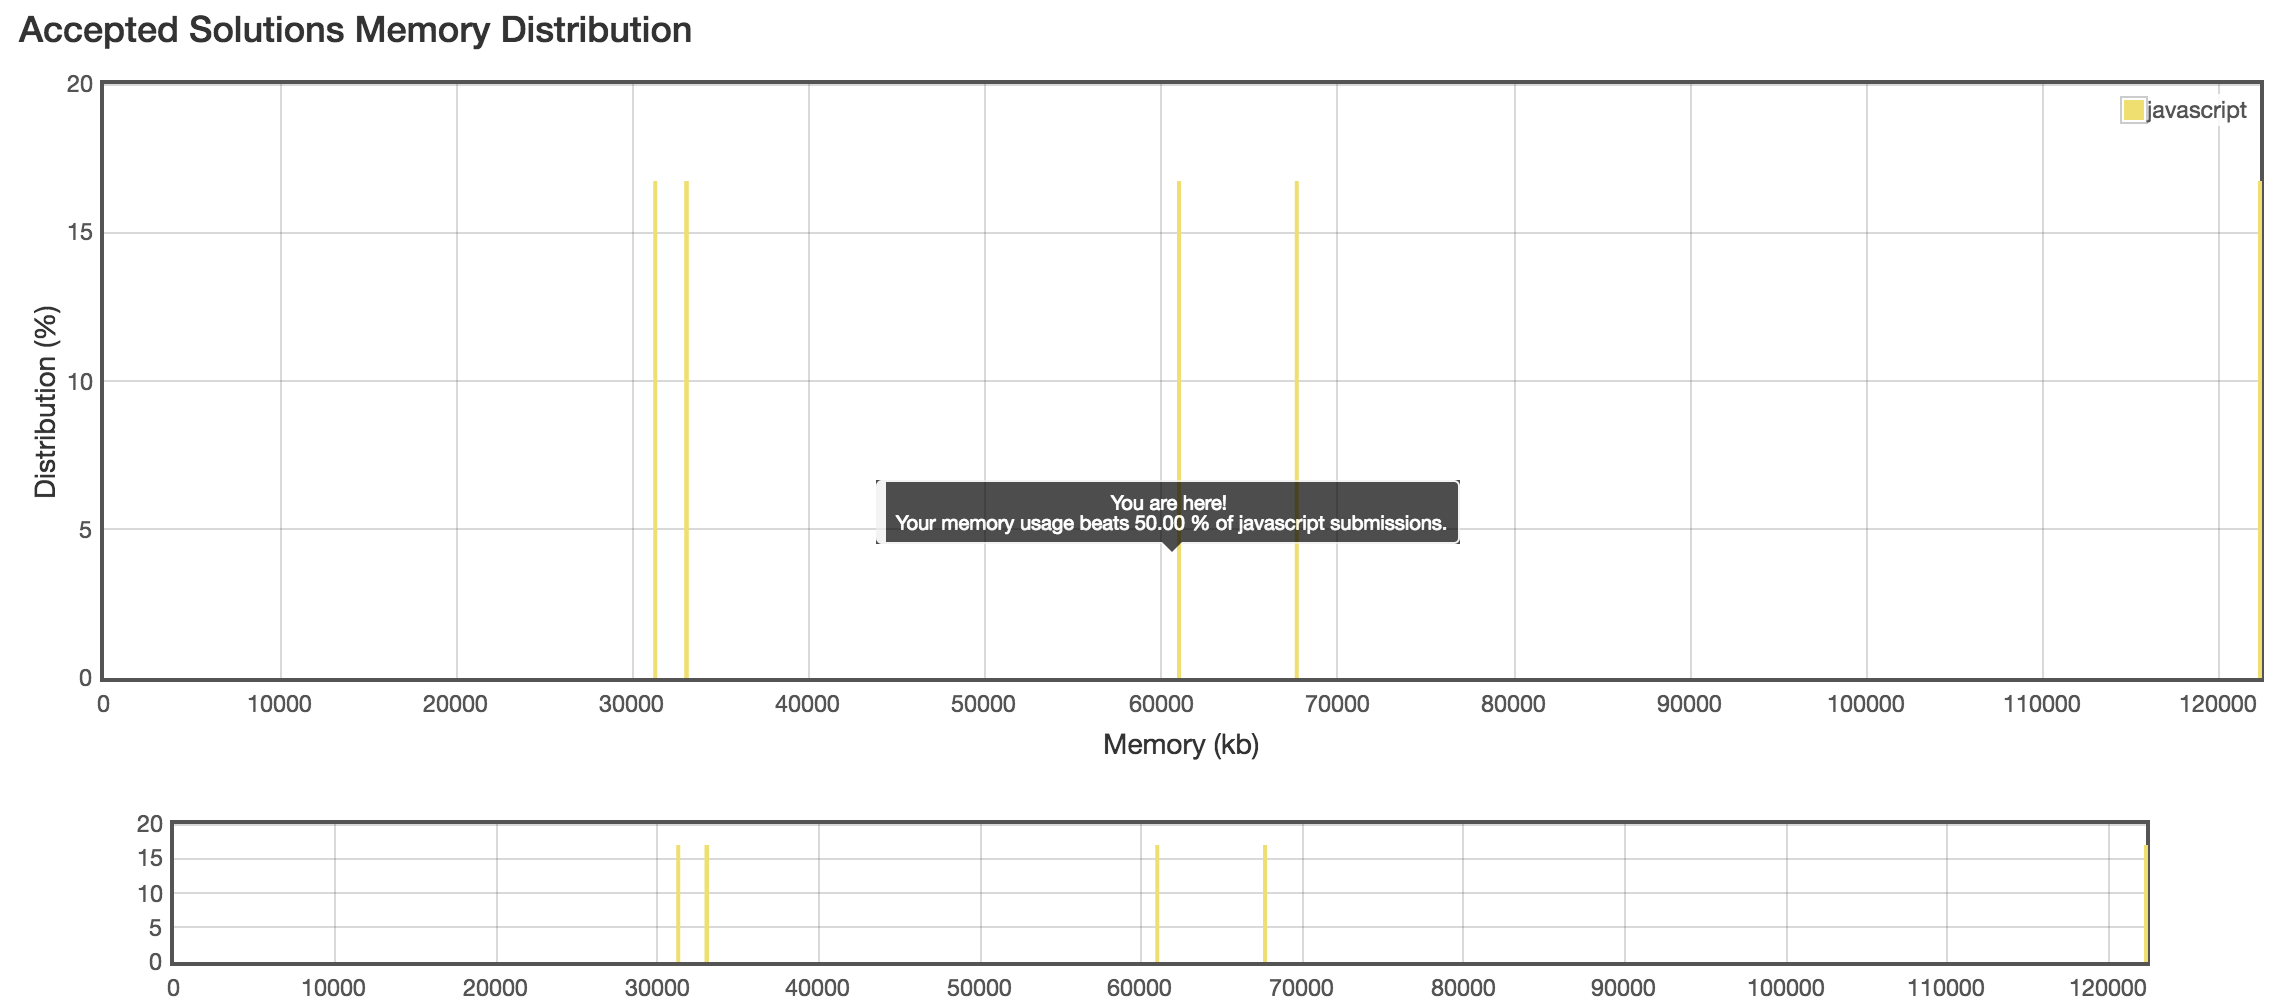 Accepted Solutions Memory Distribution
20
15
10
5
0
Distribution (%)
javascript
You are here!
Your memory usage beats 50.00 % of javascript submissions.
0 10000 20000 30000 40000 50000 60000 70000 80000 90000 100000 110000 120000
Memory (kb)
20
15
10
5
0
0 10000 20000 30000 40000 50000 60000 70000 80000 90000 100000 110000 120000